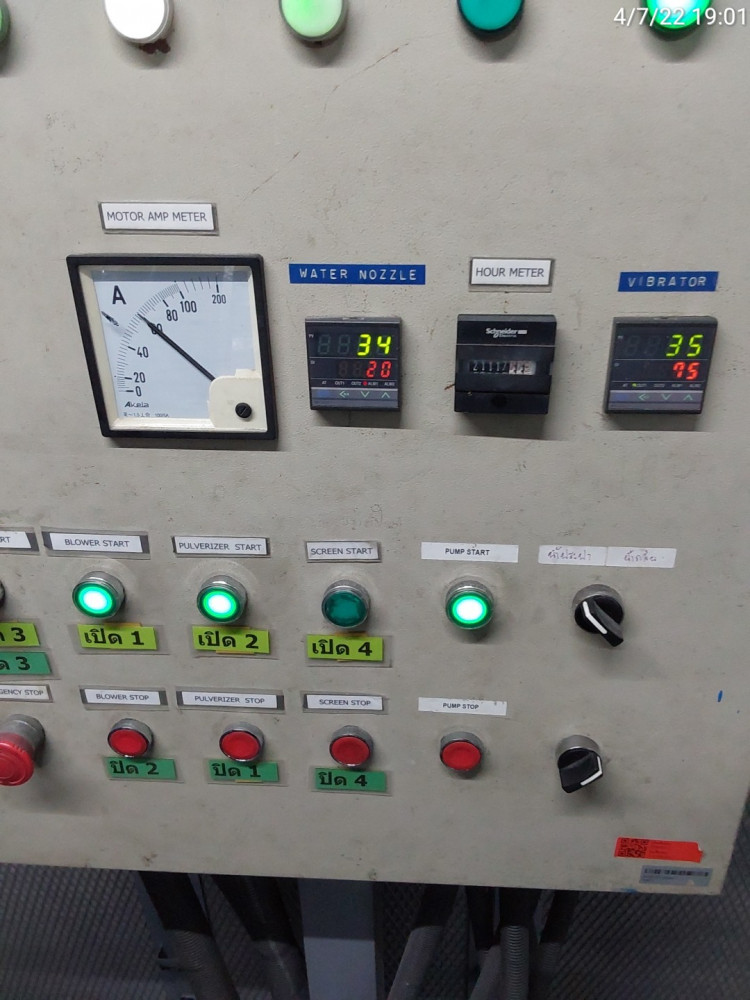 4/7/22 19:01
MOTOR AMP METER
WATER NOZZLE
HOUR METER
VIBRATOR
A
200
100
80
60
40
20
0
34
20
Schneider
Electric
35
75
BLOWER START
PULVERIZER START
SCREEN START
PUMP START
3
เปิด 1
เปิด 2
เปิด 4
3
GENCY STOP
BLOWER STOP
PULVERIZER STOP
SCREEN STOP
PUMP STOP
ปิด 2
ปิด 1
ปิด 4